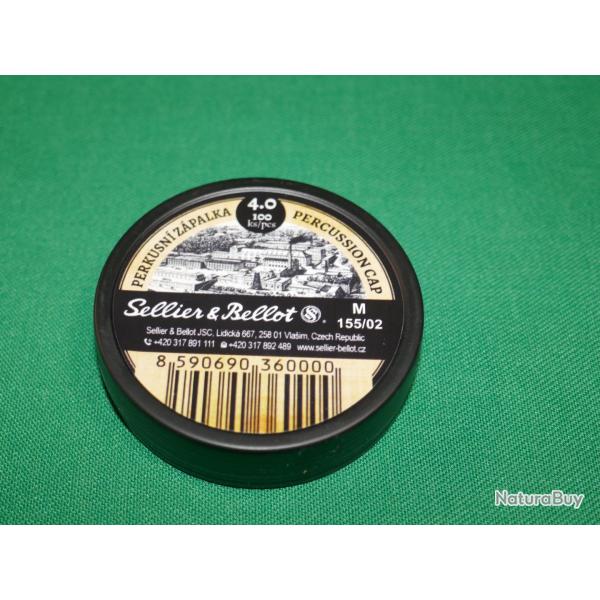 4.0
100
ks/pcs
PERKUSNÍ ZÁPALKA
PERCUSSION CAP
Sellier & Bellot SB.
M
155/02
Sellier & Bellot JSC, Lidická 667, 258 01 Vlašim, Czech Republic
+420 317 891 111 +420 317 892 489 www.sellier-bellot.cz
8 590690 360000
NaturaBuy